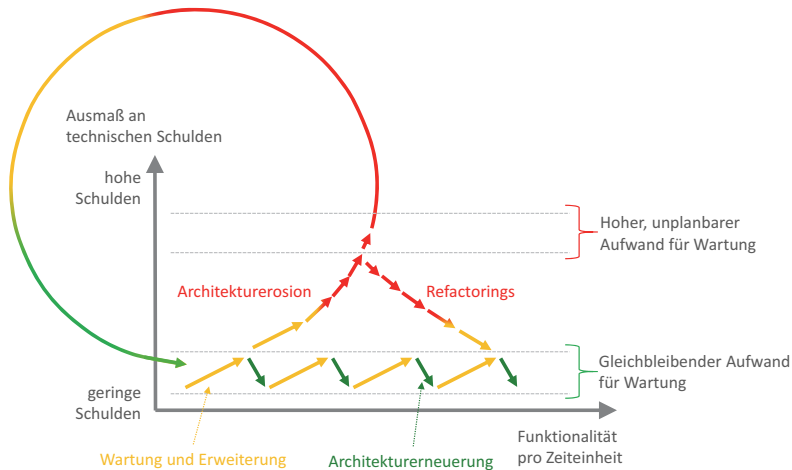 Ausmaß an
technischen Schulden
hohe
Schulden
Hoher, unplanbarer
Aufwand für Wartung
Architekturerosion
Refactorings
Gleichbleibender Aufwand
für Wartung
geringe
Schulden
Funktionalität
pro Zeiteinheit
Wartung und Erweiterung
Architekturerneuerung